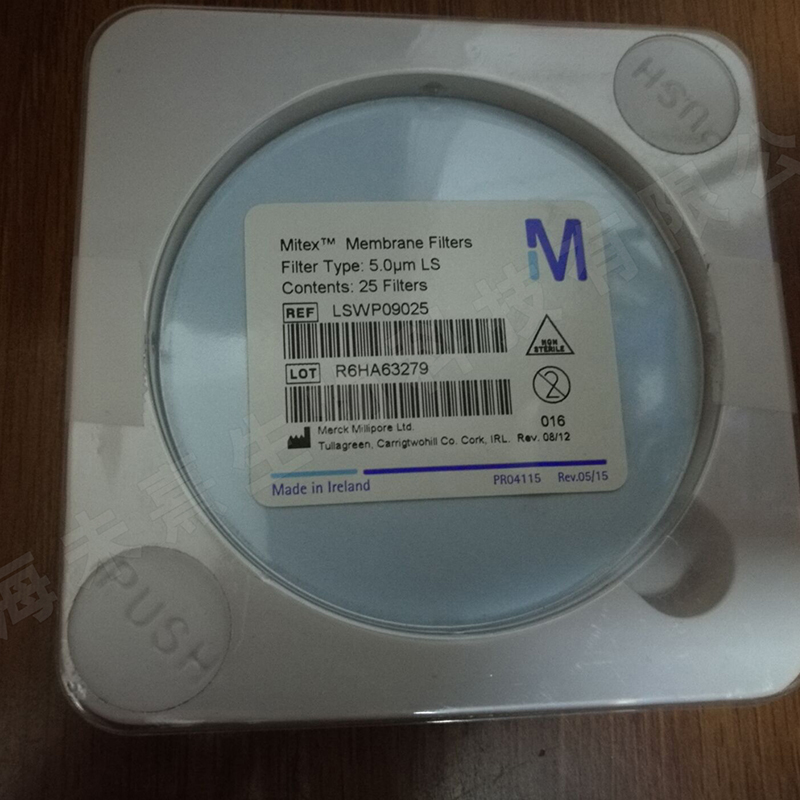 PUSH
Mitex™ Membrane Filters
Filter Type: 5.0µm LS
Contents: 25 Filters
M
REF LSWP09025
NON
STERILE
LOT R6HA63279
2
016
Merck Millipore Ltd.
Tullagreen, Carrigtwohill Co. Cork, IRL. Rev. 08/12
Made in Ireland PR04115 Rev.05/15
PUSH